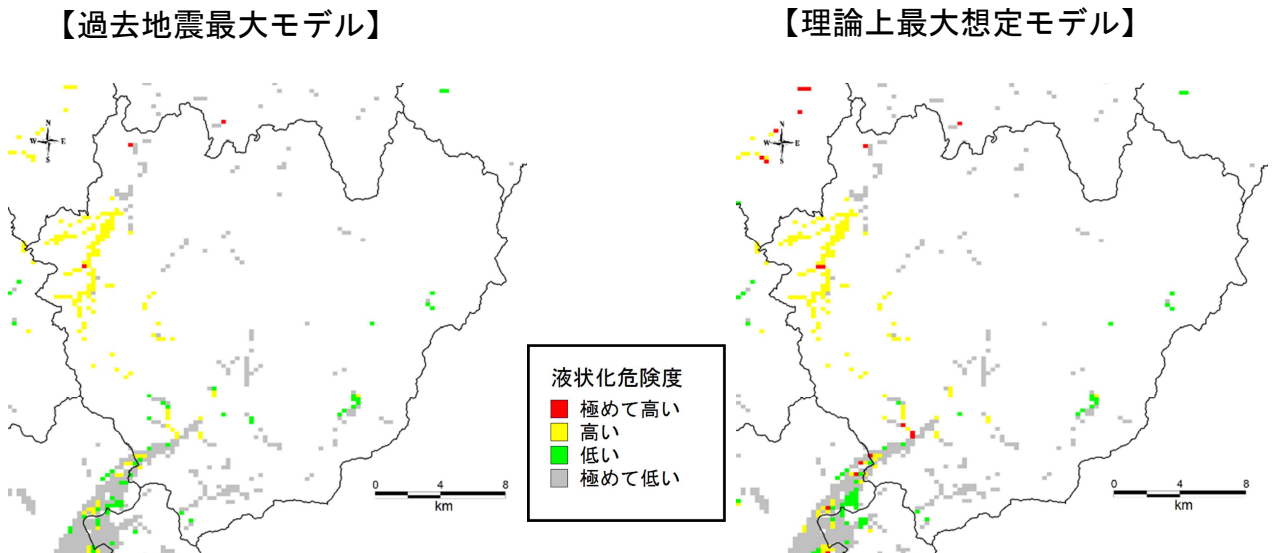 【過去地震最大モデル】
【理論上最大想定モデル】
N
W E
S
N
W E
S
液状化危険度
極めて高い
高い
低い
極めて低い
0 4 8
km
0 4 8
km